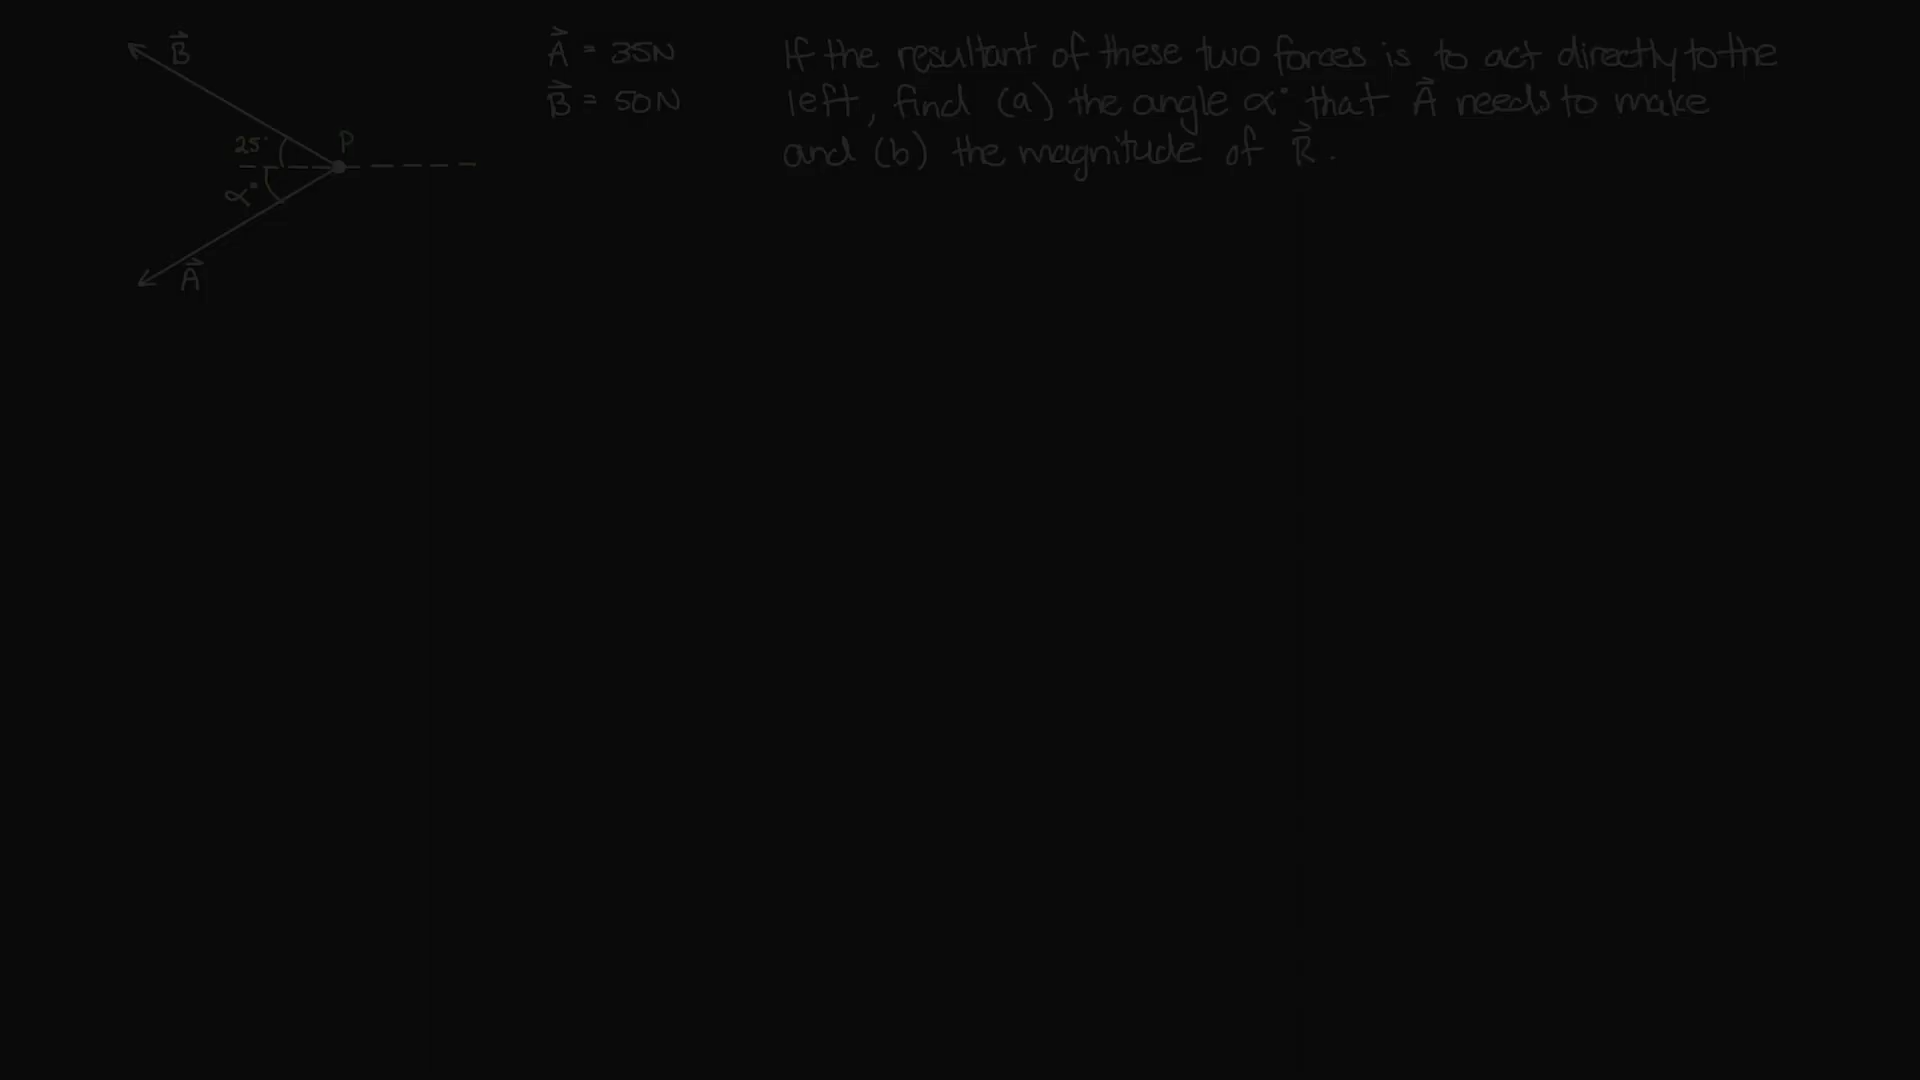 B⃗
A⃗ = 35N
B⃗ = 50N
If the resultant of these two forces is to act directly to the
left, find (a) the angle α° that A⃗ needs to make
and (b) the magnitude of R⃗.
25°
P
α°
A⃗